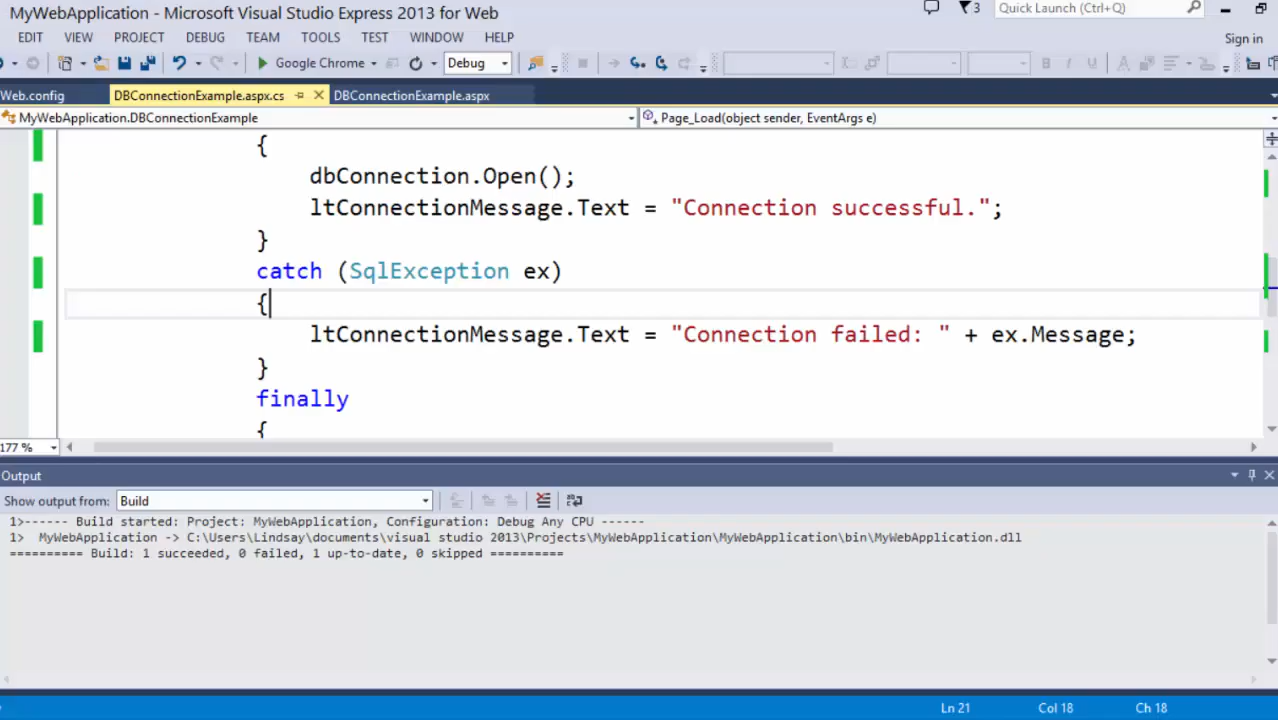 MyWebApplication - Microsoft Visual Studio Express 2013 for Web
3 Quick Launch (Ctrl+Q)
EDIT VIEW PROJECT DEBUG TEAM TOOLS TEST WINDOW HELP
Sign in
Google Chrome Debug
Web.config DBConnectionExample.aspx.cs DBConnectionExample.aspx
MyWebApplication.DBConnectionExample Page_Load(object sender, EventArgs e)
{
dbConnection.Open();
ltConnectionMessage.Text = "Connection successful.";
}
catch (SqlException ex)
{
ltConnectionMessage.Text = "Connection failed: " + ex.Message;
}
finally
{
177 %
Output
Show output from: Build
1>------ Build started: Project: MyWebApplication, Configuration: Debug Any CPU ------
1>  MyWebApplication -> C:\Users\Lindsay\documents\visual studio 2013\Projects\MyWebApplication\MyWebApplication\bin\MyWebApplication.dll
========== Build: 1 succeeded, 0 failed, 1 up-to-date, 0 skipped ==========
Ln 21 Col 18 Ch 18